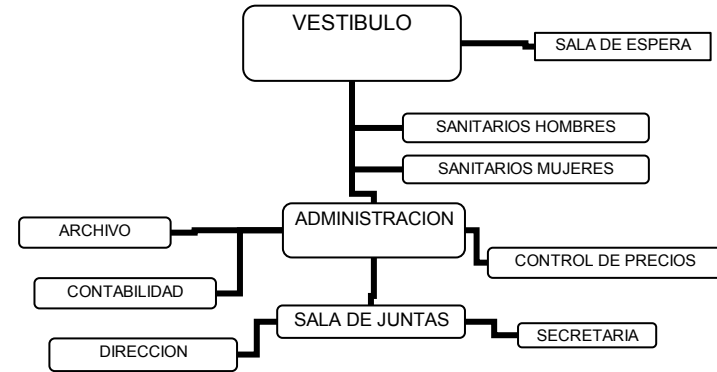 VESTIBULO
SALA DE ESPERA
SANITARIOS HOMBRES
SANITARIOS MUJERES
ADMINISTRACION
ARCHIVO
CONTROL DE PRECIOS
CONTABILIDAD
SALA DE JUNTAS
SECRETARIA
DIRECCION